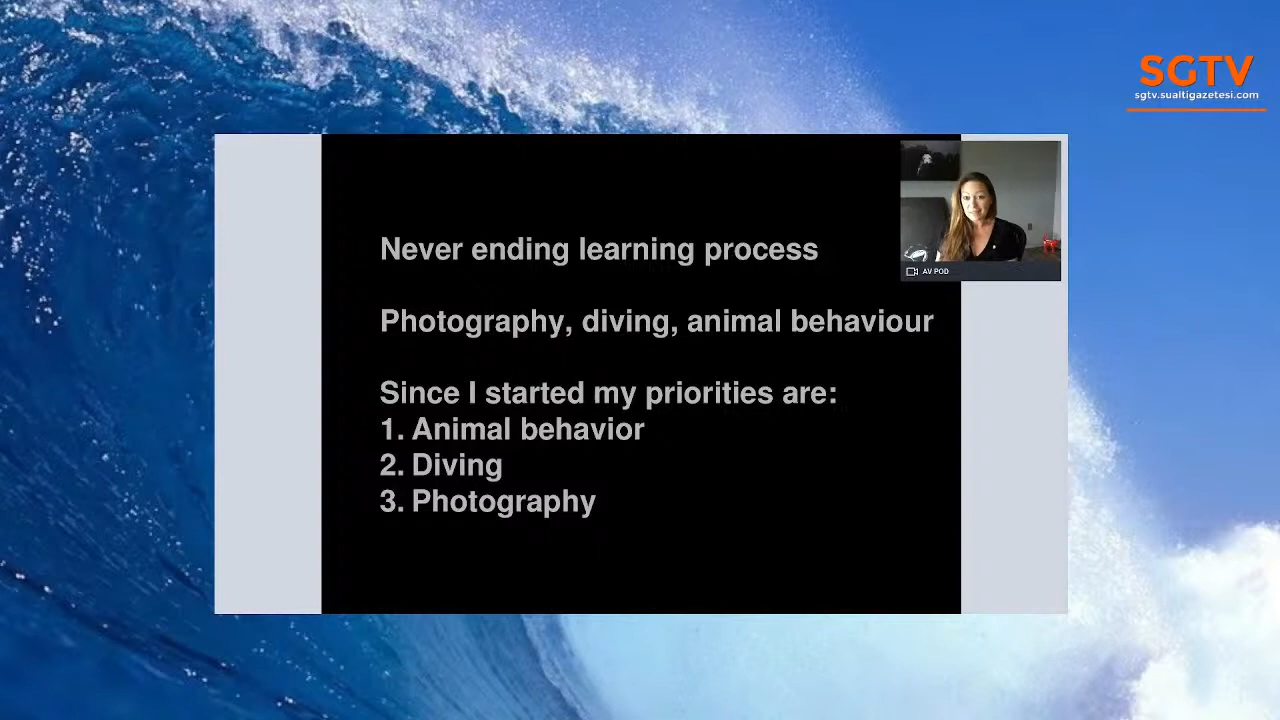 SGTV
sgtv.sualtigazetesi.com
Never ending learning process
AV POD
Photography, diving, animal behaviour
Since I started my priorities are:
1. Animal behavior
2. Diving
3. Photography